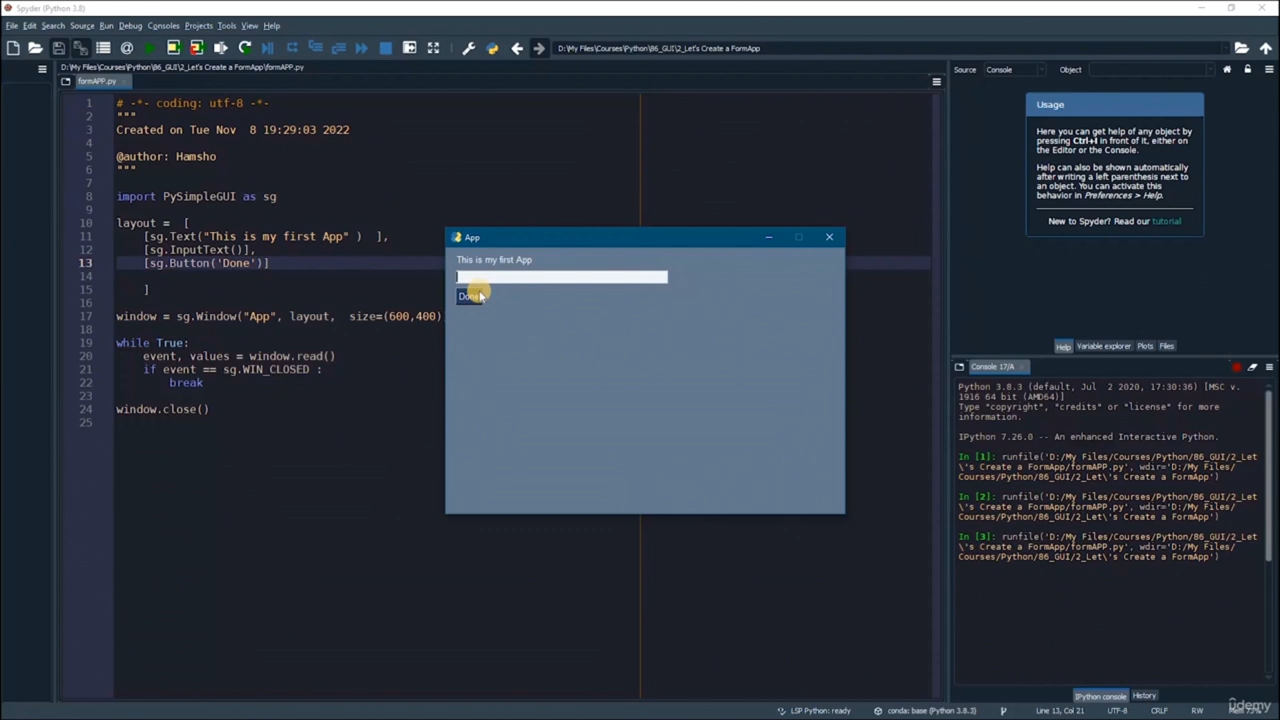 Spyder (Python 3.8)
File Edit Search Source Run Debug Consoles Projects Tools View Help
D:\My Files\Courses\Python\86_GUI\2_Let's Create a FormApp
D:\My Files\Courses\Python\86_GUI\2_Let's Create a FormApp\formAPP.py
formAPP.py
1 # -*- coding: utf-8 -*-
2 """
3 Created on Tue Nov  8 19:29:03 2022
4
5 @author: Hamsho
6 """
7
8 import PySimpleGUI as sg
9
10 layout =  [
11 [sg.Text("This is my first App" )  ],
12 [sg.InputText()],
13 [sg.Button('Done')]
14
15 ]
16
17 window = sg.Window("App", layout,  size=(600,400)
18
19 while True:
20 event, values = window.read()
21 if event == sg.WIN_CLOSED :
22 break
23
24 window.close()
25
App
This is my first App
Done
Source Console Object
Usage
Here you can get help of any object by
pressing Ctrl+I in front of it, either on
the Editor or the Console.
Help can also be shown automatically
after writing a left parenthesis next to
an object. You can activate this
behavior in Preferences > Help.
New to Spyder? Read our tutorial
Help Variable explorer Plots Files
Console 17/A
Python 3.8.3 (default, Jul  2 2020, 17:30:36) [MSC v.
1916 64 bit (AMD64)]
Type "copyright", "credits" or "license" for more
information.
IPython 7.26.0 -- An enhanced Interactive Python.
In [1]: runfile('D:/My Files/Courses/Python/86_GUI/2_Let
\'s Create a FormApp/formAPP.py', wdir='D:/My Files/
Courses/Python/86_GUI/2_Let\'s Create a FormApp')
In [2]: runfile('D:/My Files/Courses/Python/86_GUI/2_Let
\'s Create a FormApp/formAPP.py', wdir='D:/My Files/
Courses/Python/86_GUI/2_Let\'s Create a FormApp')
In [3]: runfile('D:/My Files/Courses/Python/86_GUI/2_Let
\'s Create a FormApp/formAPP.py', wdir='D:/My Files/
Courses/Python/86_GUI/2_Let\'s Create a FormApp')
IPython console History
LSP Python: ready conda: base (Python 3.8.3) Line 13, Col 21 UTF-8 CRLF RW
ûdemy